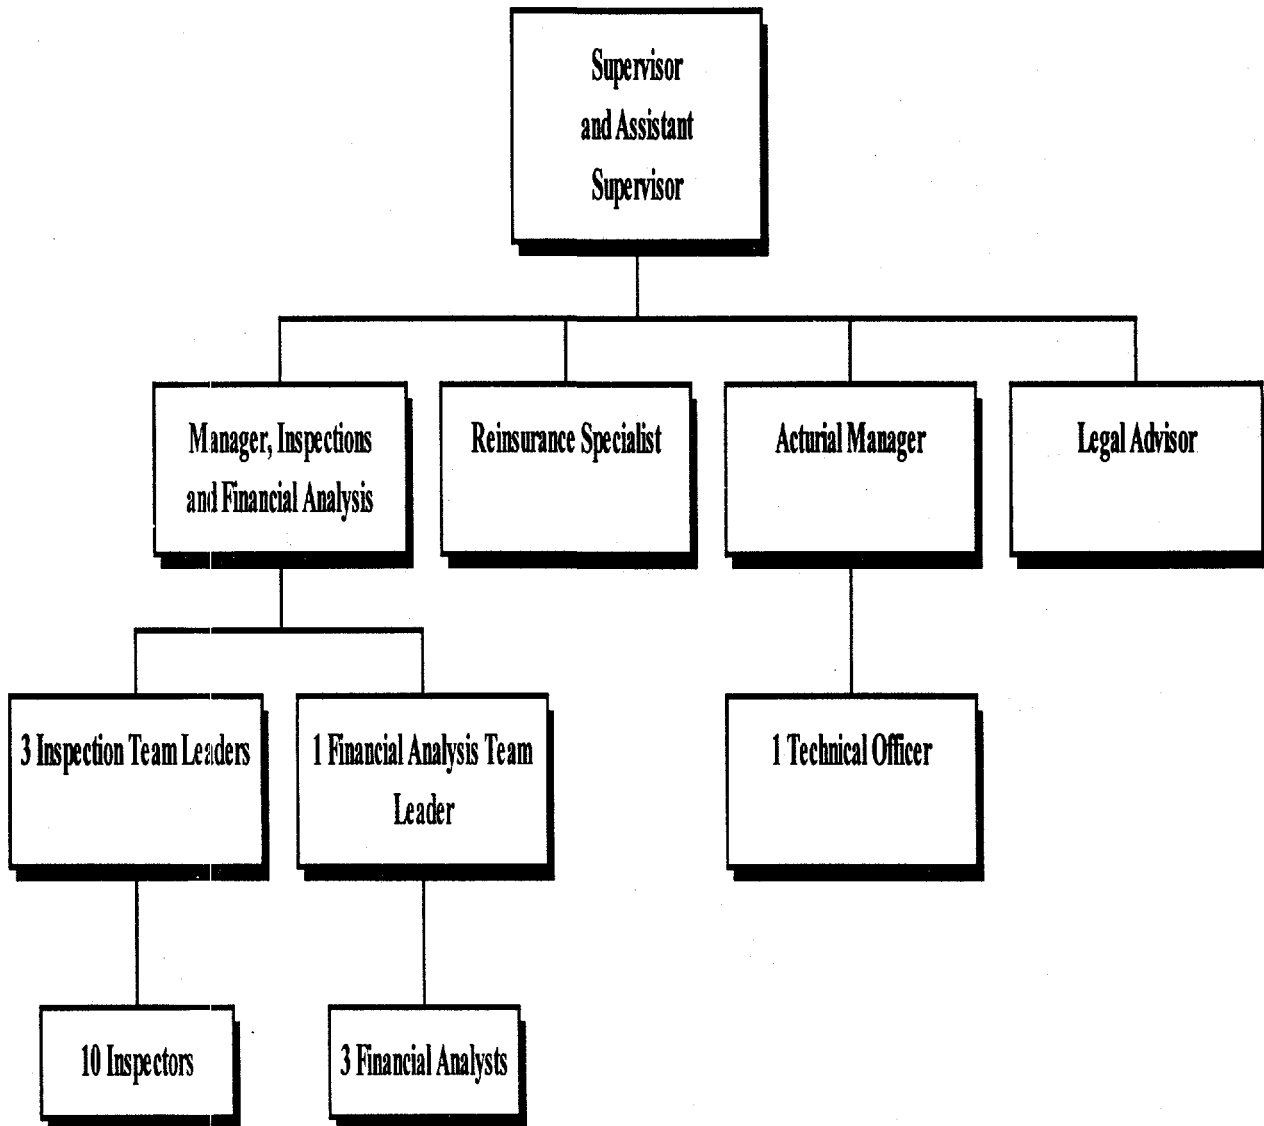 Supervisor
and Assistant
Supervisor
Manager, Inspections
and Financial Analysis
Reinsurance Specialist
Acturial Manager
Legal Advisor
3 Inspection Team Leaders
1 Financial Analysis Team
Leader
1 Technical Officer
10 Inspectors
3 Financial Analysts